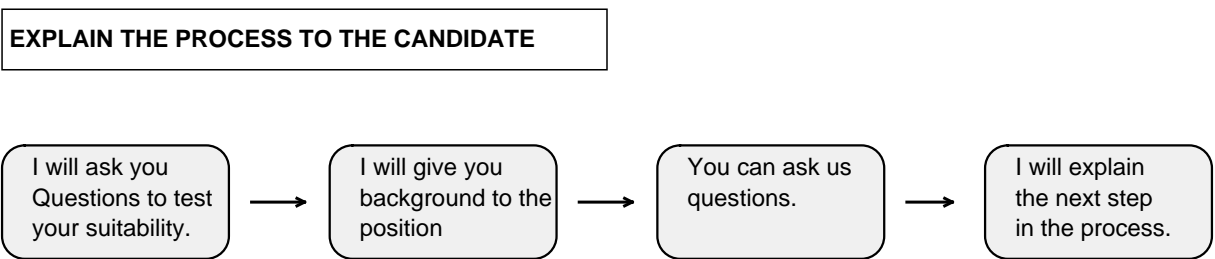 EXPLAIN THE PROCESS TO THE CANDIDATE
I will ask you
Questions to test
your suitability.
I will give you
background to the
position
You can ask us
questions.
I will explain
the next step
in the process.